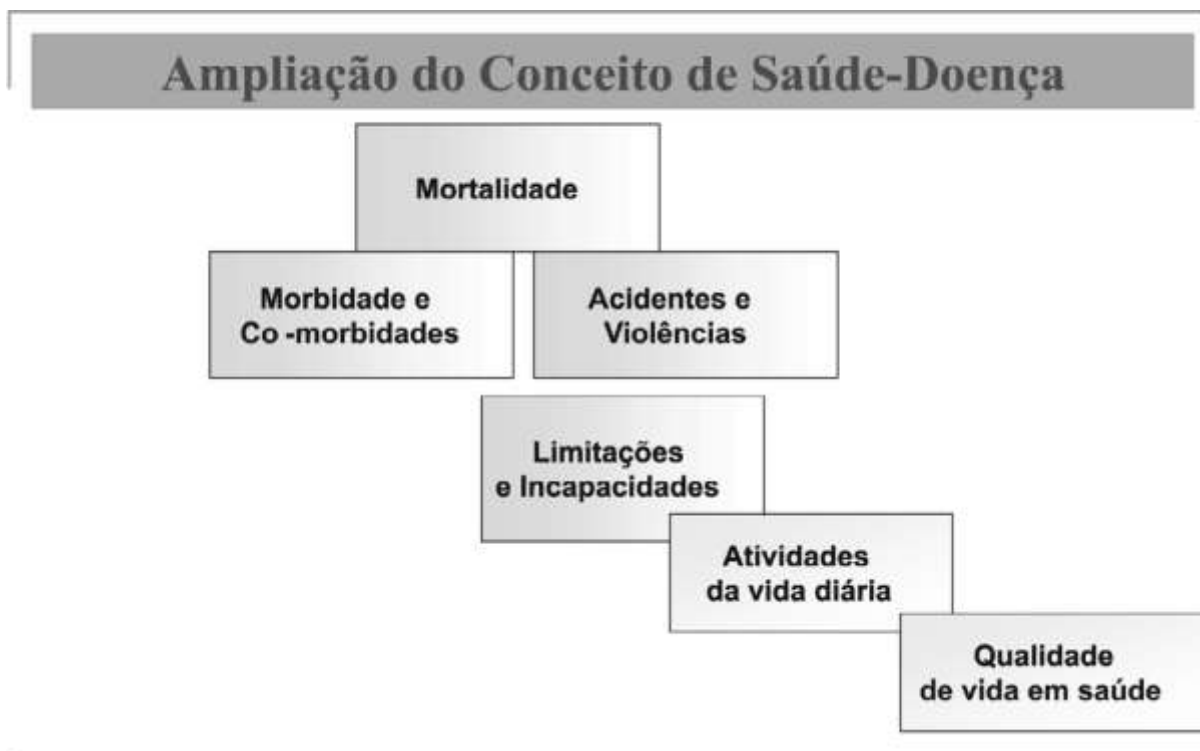 Ampliação do Conceito de Saúde-Doença
Mortalidade
Morbidade e
Co -morbidades
Acidentes e
Violências
Limitações
e Incapacidades
Atividades
da vida diária
Qualidade
de vida em saúde